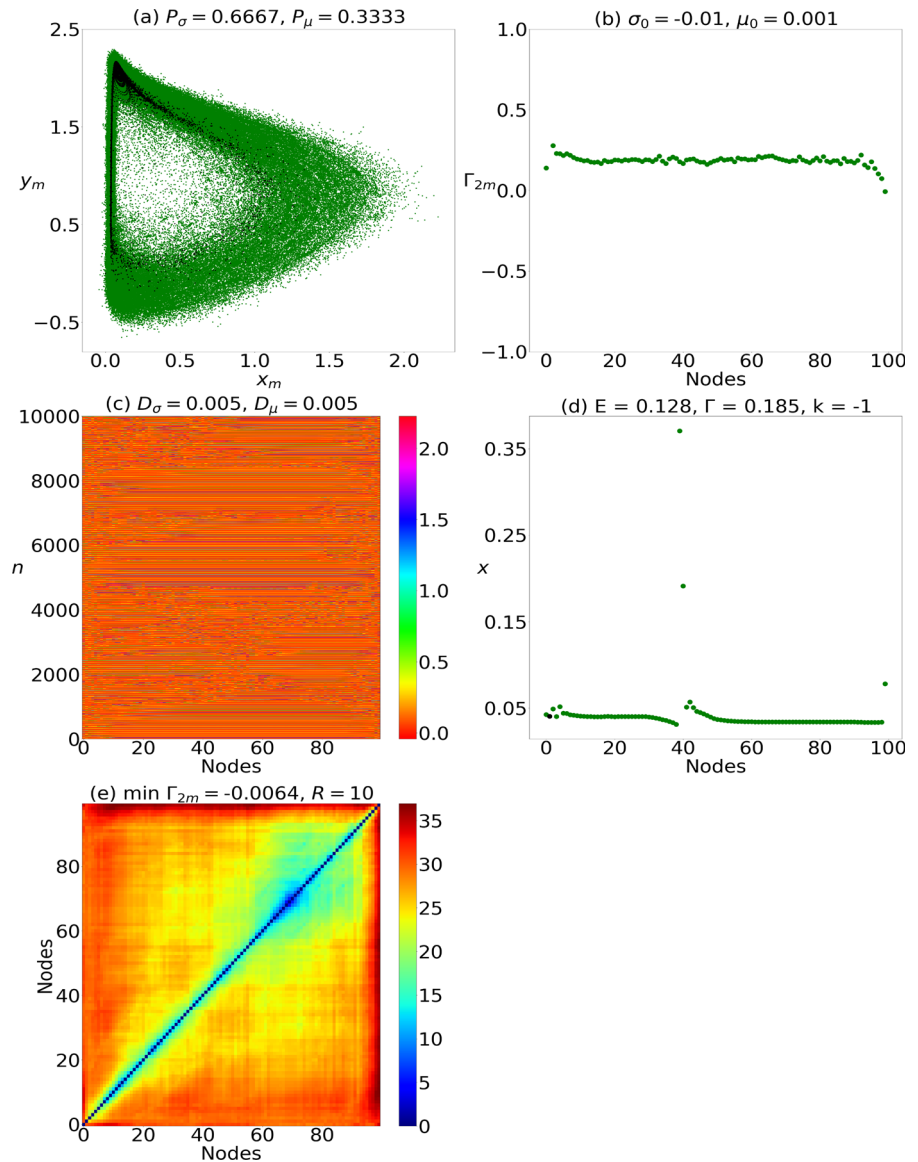 (a) P_σ = 0.6667, P_μ = 0.3333
2.5
1.5
0.5
−0.5
y_m
0.0 0.5 1.0 1.5 2.0
x_m
(b) σ_0 = -0.01, μ_0 = 0.001
1.0
0.5
0.0
−0.5
−1.0
Γ_2m
0 20 40 60 80 100
Nodes
(c) D_σ = 0.005, D_μ = 0.005
10000
8000
6000
4000
2000
0
n
0 20 40 60 80
Nodes
2.0
1.5
1.0
0.5
0.0
(d) E = 0.128, Γ = 0.185, k = -1
0.35
0.25
0.15
0.05
x
0 20 40 60 80 100
Nodes
(e) min Γ_2m = -0.0064, R = 10
80
60
40
20
0
Nodes
0 20 40 60 80
Nodes
35
30
25
20
15
10
5
0